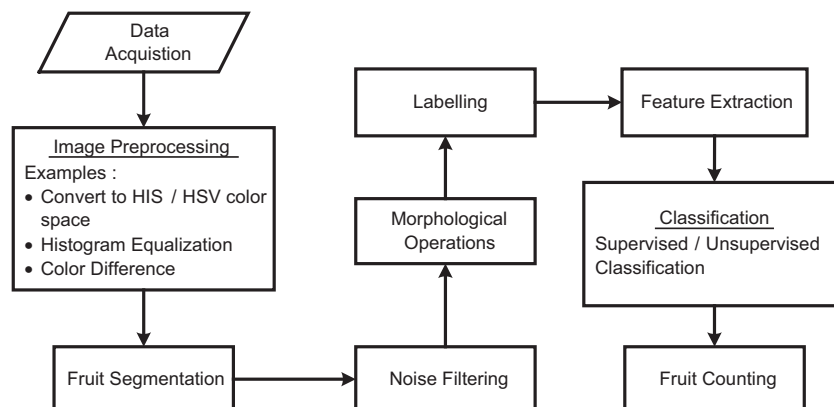 Data
Acquistion
Image Preprocessing
Examples :
• Convert to HIS / HSV color
space
• Histogram Equalization
• Color Difference
Fruit Segmentation
Noise Filtering
Morphological
Operations
Labelling
Feature Extraction
Classification
Supervised / Unsupervised
Classification
Fruit Counting